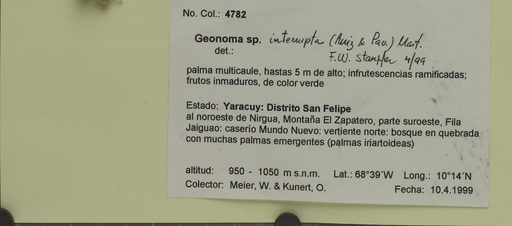 No. Col.: 4782
Geonoma sp. interrupta (Ruiz & Pav.) Mart.
det.: F.W. Stauffer 4/99
palma multicaule, hastas 5 m de alto; infrutescencias ramificadas;
frutos inmaduros, de color verde
Estado: Yaracuy: Distrito San Felipe
al noroeste de Nirgua, Montaña El Zapatero, parte suroeste, Fila
Jaiguao: caserío Mundo Nuevo: vertiente norte: bosque en quebrada
con muchas palmas emergentes (palmas iriartoideas)
altitud: 950 - 1050 m s.n.m. Lat.: 68°39´W Long.: 10°14´N
Colector: Meier, W. & Kunert, O. Fecha: 10.4.1999